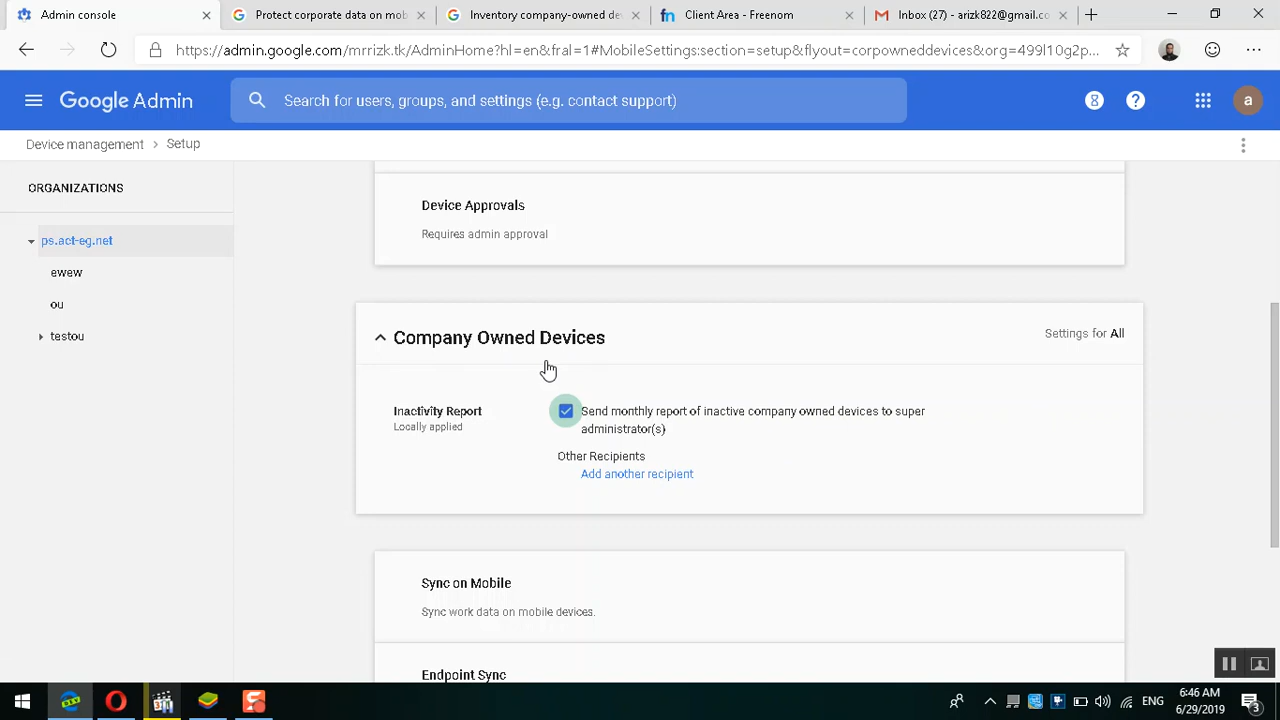 Admin console
Protect corporate data on mob
Inventory company-owned dev
fn Client Area - Freenom
Inbox (27) - arizk822@gmail.co
https://admin.google.com/mrrizk.tk/AdminHome?hl=en&fral=1#MobileSettings:section=setup&flyout=corpowneddevices&org=499l10g2p...
Google Admin
Search for users, groups, and settings (e.g. contact support)
a
Device management > Setup
ORGANIZATIONS
ps.act-eg.net
ewew
ou
testou
Device Approvals
Requires admin approval
Company Owned Devices
Settings for All
Inactivity Report
Locally applied
Send monthly report of inactive company owned devices to super
administrator(s)
Other Recipients
Add another recipient
Sync on Mobile
Sync work data on mobile devices.
Endpoint Sync
ENG
6:46 AM
6/29/2019
3